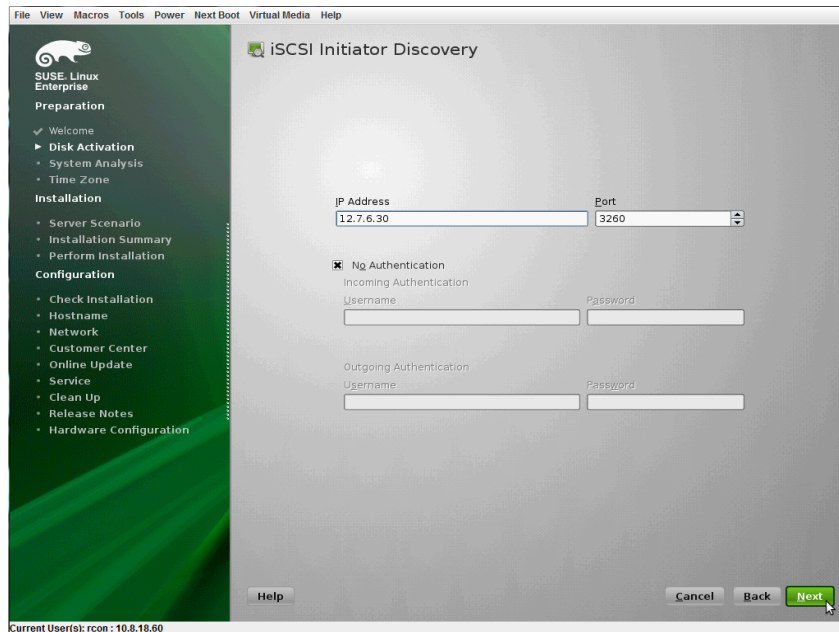 File View Macros Tools Power Next Boot Virtual Media Help
SUSE. Linux
Enterprise
Preparation
Welcome
Disk Activation
System Analysis
Time Zone
Installation
Server Scenario
Installation Summary
Perform Installation
Configuration
Check Installation
Hostname
Network
Customer Center
Online Update
Service
Clean Up
Release Notes
Hardware Configuration
iSCSI Initiator Discovery
IP Address Port
12.7.6.30 3260
No Authentication
Incoming Authentication
Username Password
Outgoing Authentication
Username Password
Help Cancel Back Next
Current User(s): rcon : 10.8.18.60